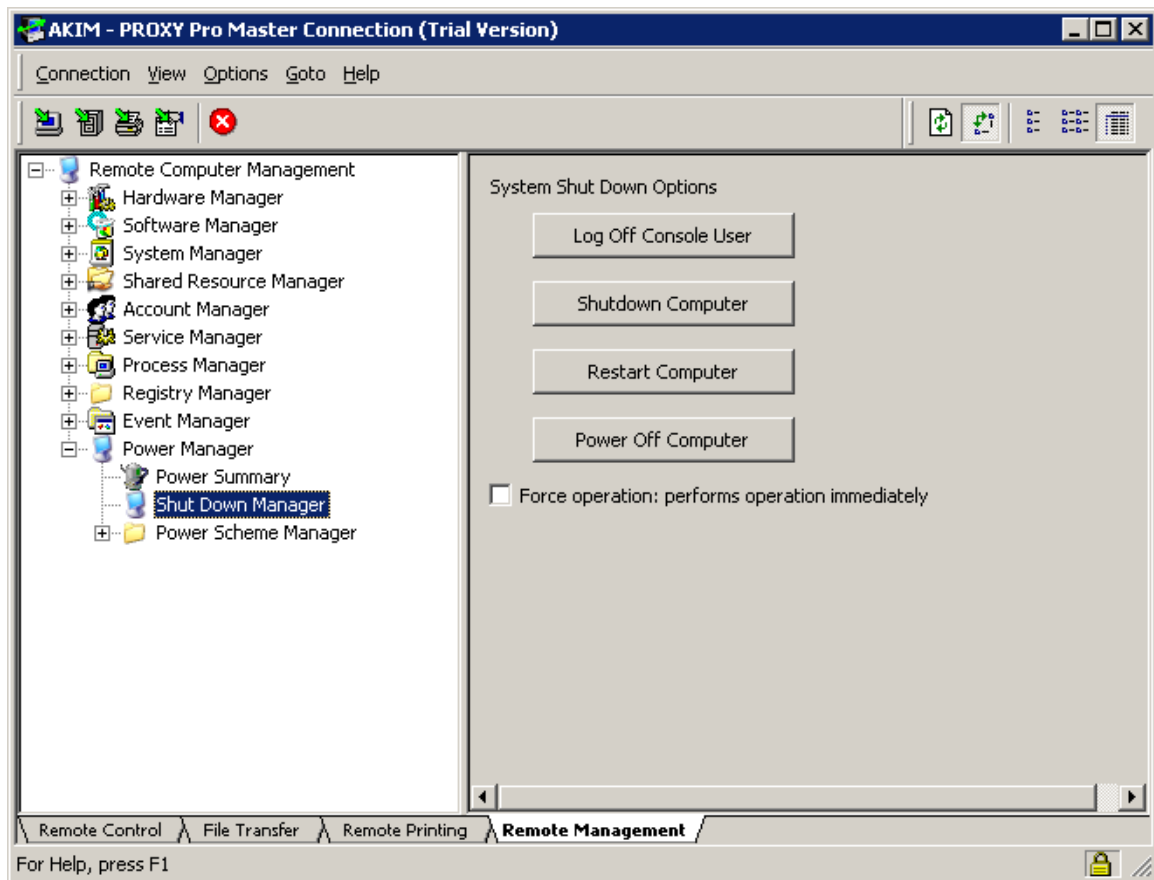 AKIM - PROXY Pro Master Connection (Trial Version)
Connection View Options Goto Help
Remote Computer Management
Hardware Manager
Software Manager
System Manager
Shared Resource Manager
Account Manager
Service Manager
Process Manager
Registry Manager
Event Manager
Power Manager
Power Summary
Shut Down Manager
Power Scheme Manager
System Shut Down Options
Log Off Console User
Shutdown Computer
Restart Computer
Power Off Computer
Force operation: performs operation immediately
Remote Control File Transfer Remote Printing Remote Management
For Help, press F1